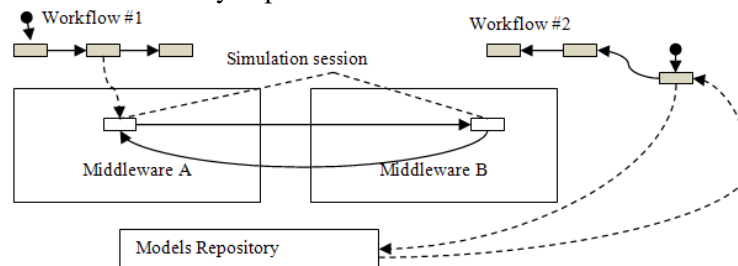 Workflow #1
Workflow #2
Simulation session
Middleware A
Middleware B
Models Repository